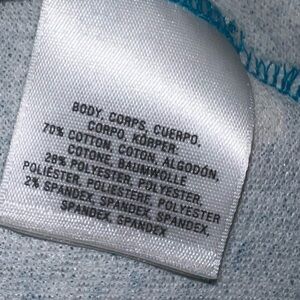 BODY, CORPS, CUERPO,
CORPO, KÖRPER:
70% COTTON, COTON, ALGODÓN,
COTONE, BAUMWOLLE
28% POLYESTER, POLYESTER,
POLIÉSTER, POLIESTERE, POLYESTER
2% SPANDEX, SPANDEX, SPANDEX,
SPANDEX, SPANDEX